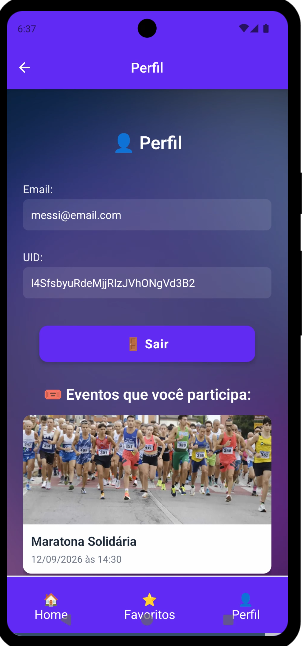 6:37
Perfil
👤 Perfil
Email:
messi@email.com
UID:
I4SfsbyuRdeMjjRIzJVhONgVd3B2
🚪 Sair
🎟️ Eventos que você participa:
Maratona Solidária
12/09/2026 às 14:30
Home
Favoritos
Perfil